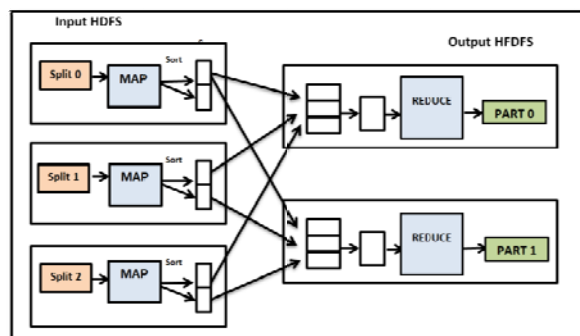 Input HDFS
Output HFDFS
Split 0
MAP
Sort
Split 1
MAP
Sort
Split 2
MAP
Sort
REDUCE
PART 0
REDUCE
PART 1